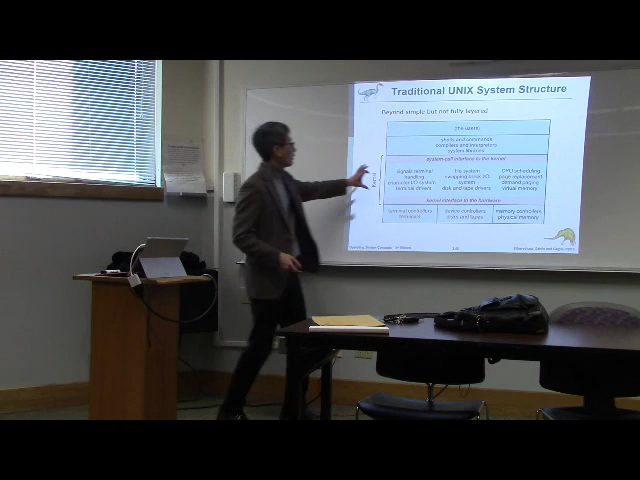 Traditional UNIX System Structure
Beyond simple but not fully layered
(the users)
shells and commands
compilers and interpreters
system libraries
system-call interface to the kernel
signals terminal
handling
character I/O system
terminal drivers
file system
swapping block I/O
system
disk and tape drivers
CPU scheduling
page replacement
demand paging
virtual memory
Kernel
kernel interface to the hardware
terminal controllers
terminals
device controllers
disks and tapes
memory controllers
physical memory